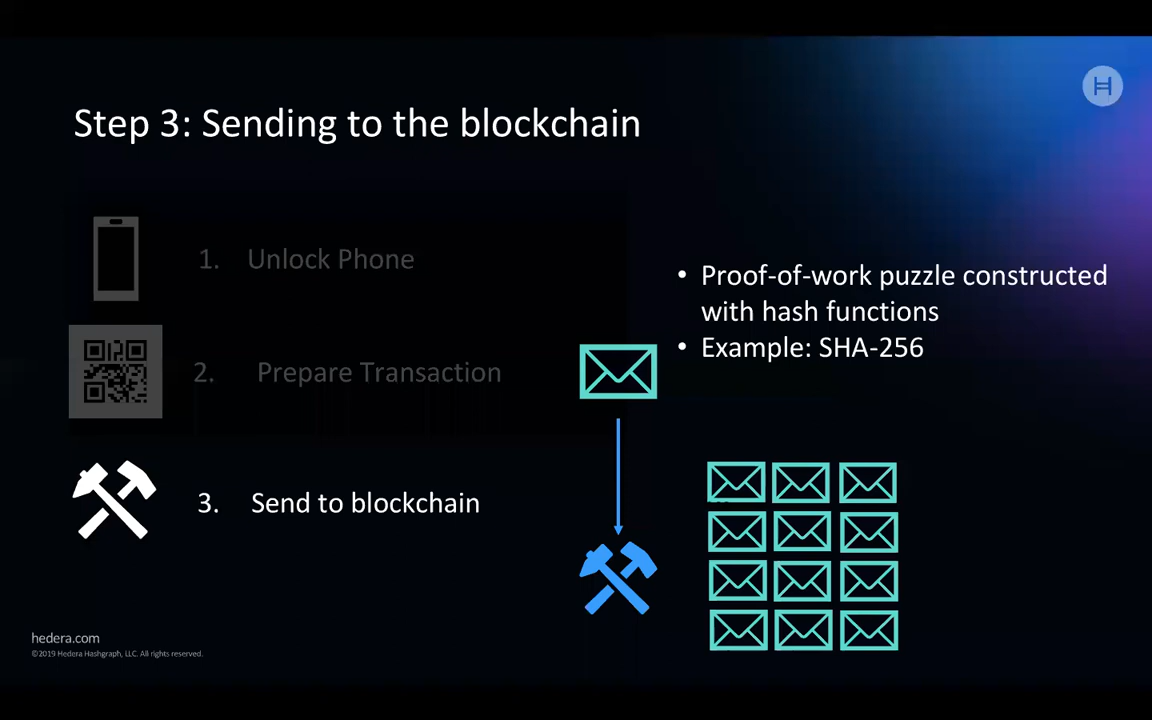 Step 3: Sending to the blockchain
1. Unlock Phone
2. Prepare Transaction
3. Send to blockchain
• Proof-of-work puzzle constructed
with hash functions
• Example: SHA-256
hedera.com
©2019 Hedera Hashgraph, LLC. All rights reserved.